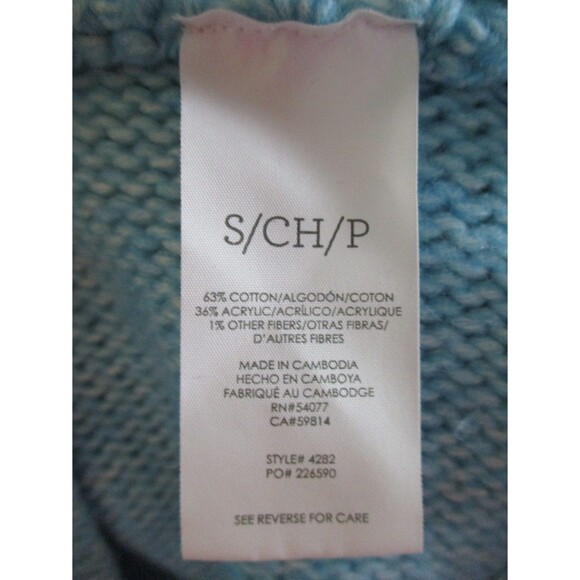 S/CH/P
63% COTTON/ALGODÓN/COTON
36% ACRYLIC/ACRÍLICO/ACRYLIQUE
1% OTHER FIBERS/OTRAS FIBRAS/
D'AUTRES FIBRES
MADE IN CAMBODIA
HECHO EN CAMBOYA
FABRIQUÉ AU CAMBODGE
RN#54077
CA#59814
STYLE# 4282
PO# 226590
SEE REVERSE FOR CARE